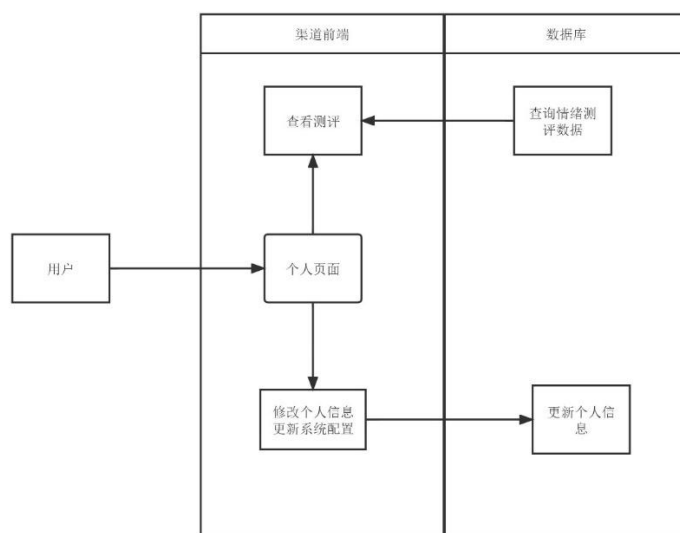 渠道前端
数据库
查看测评
查询情绪测
评数据
用户
个人页面
修改个人信息
更新系统配置
更新个人信
息